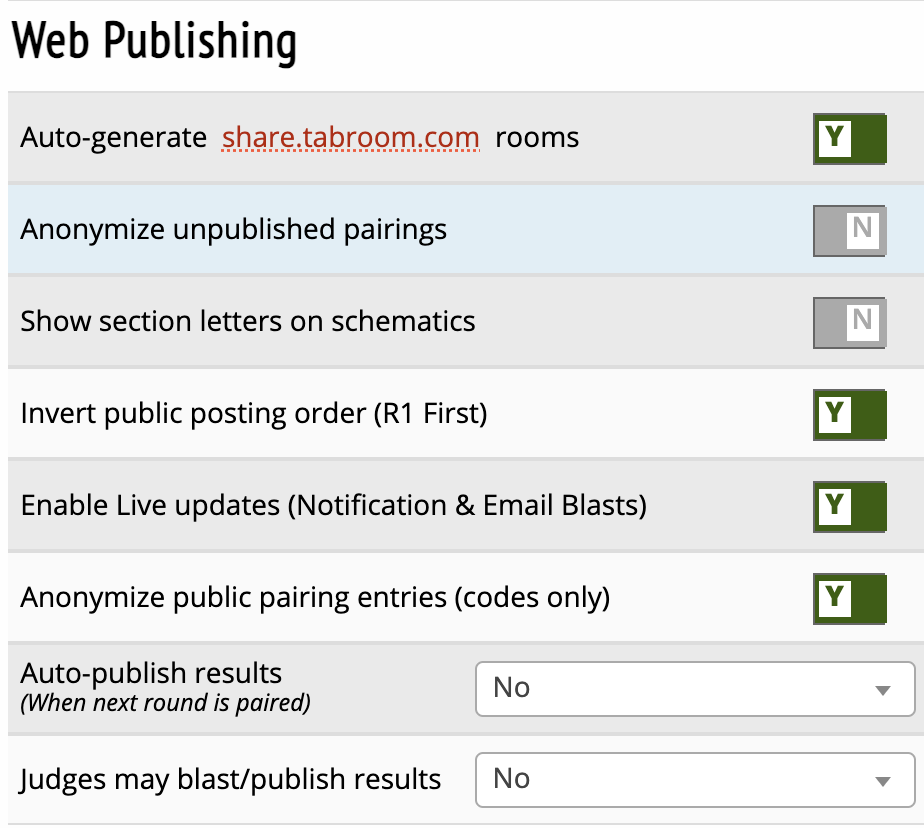 Web Publishing
Auto-generate share.tabroom.com rooms Y
Anonymize unpublished pairings N
Show section letters on schematics N
Invert public posting order (R1 First) Y
Enable Live updates (Notification & Email Blasts) Y
Anonymize public pairing entries (codes only) Y
Auto-publish results
(When next round is paired)
No
Judges may blast/publish results No